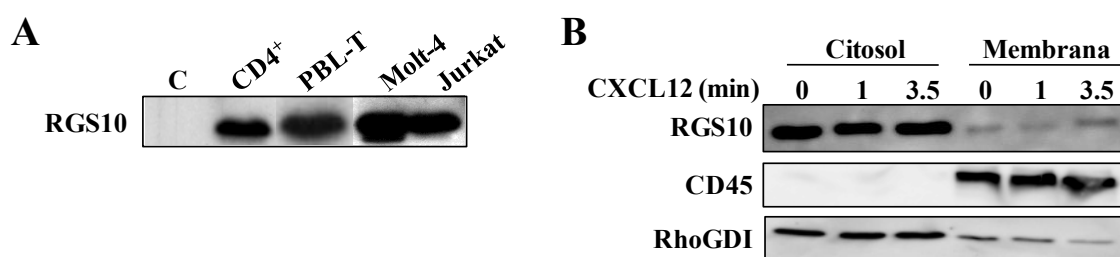 A
C CD4⁺ PBL-T Molt-4 Jurkat
RGS10
B
Citosol Membrana
CXCL12 (min) 0 1 3.5 0 1 3.5
RGS10
CD45
RhoGDI